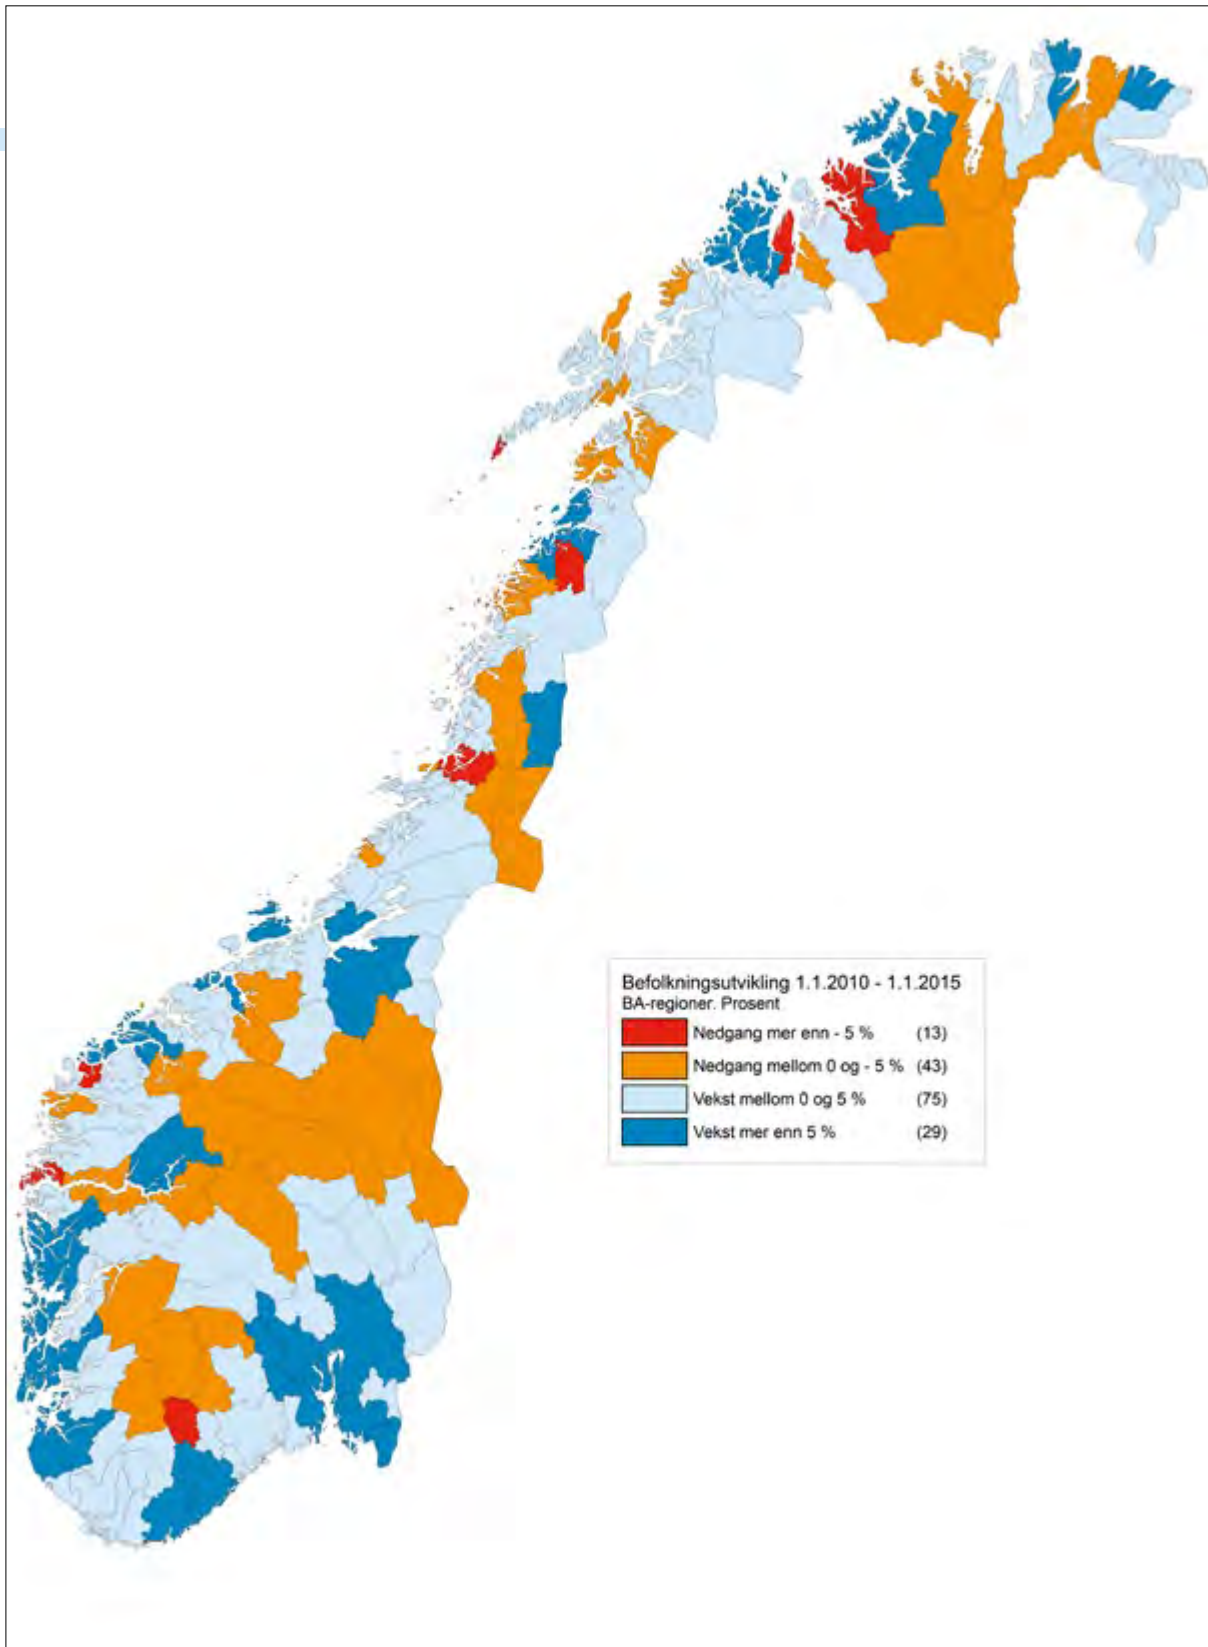 Befolkningsutvikling 1.1.2010 - 1.1.2015
BA-regioner. Prosent
Nedgang mer enn - 5 % (13)
Nedgang mellom 0 og - 5 % (43)
Vekst mellom 0 og 5 % (75)
Vekst mer enn 5 % (29)